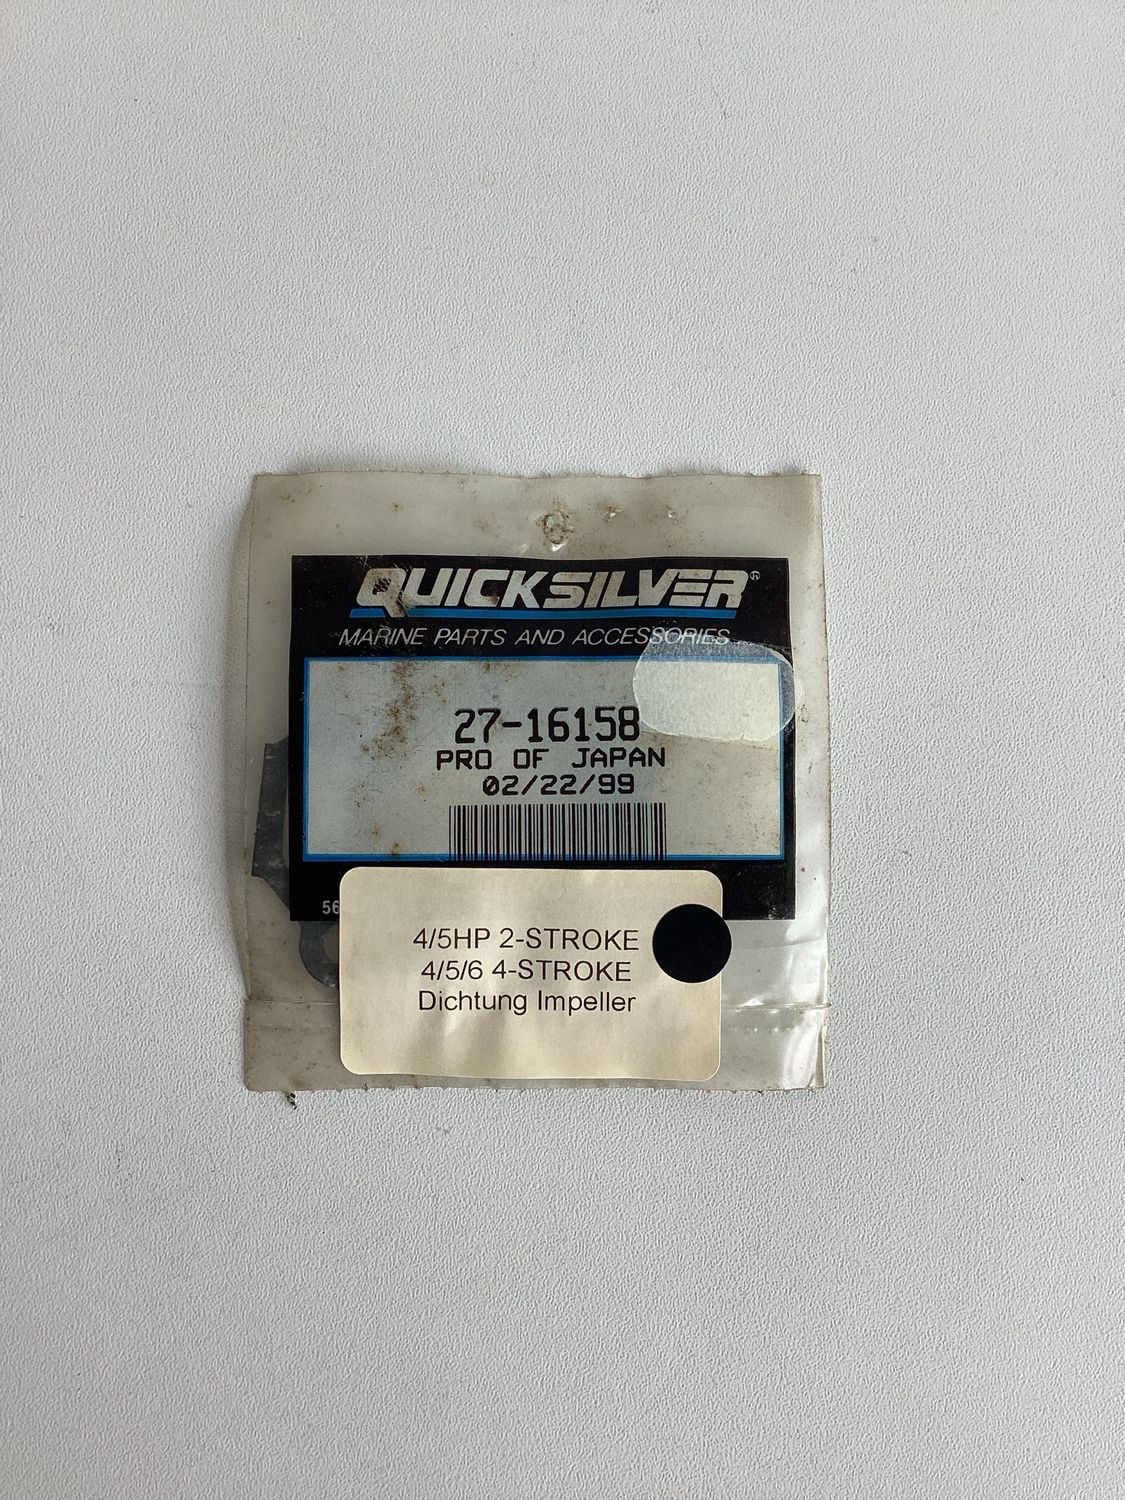 QUICKSILVER®
MARINE PARTS AND ACCESSORIES
27-16158
PRO OF JAPAN
02/22/99
56
4/5HP 2-STROKE
4/5/6 4-STROKE
Dichtung Impeller